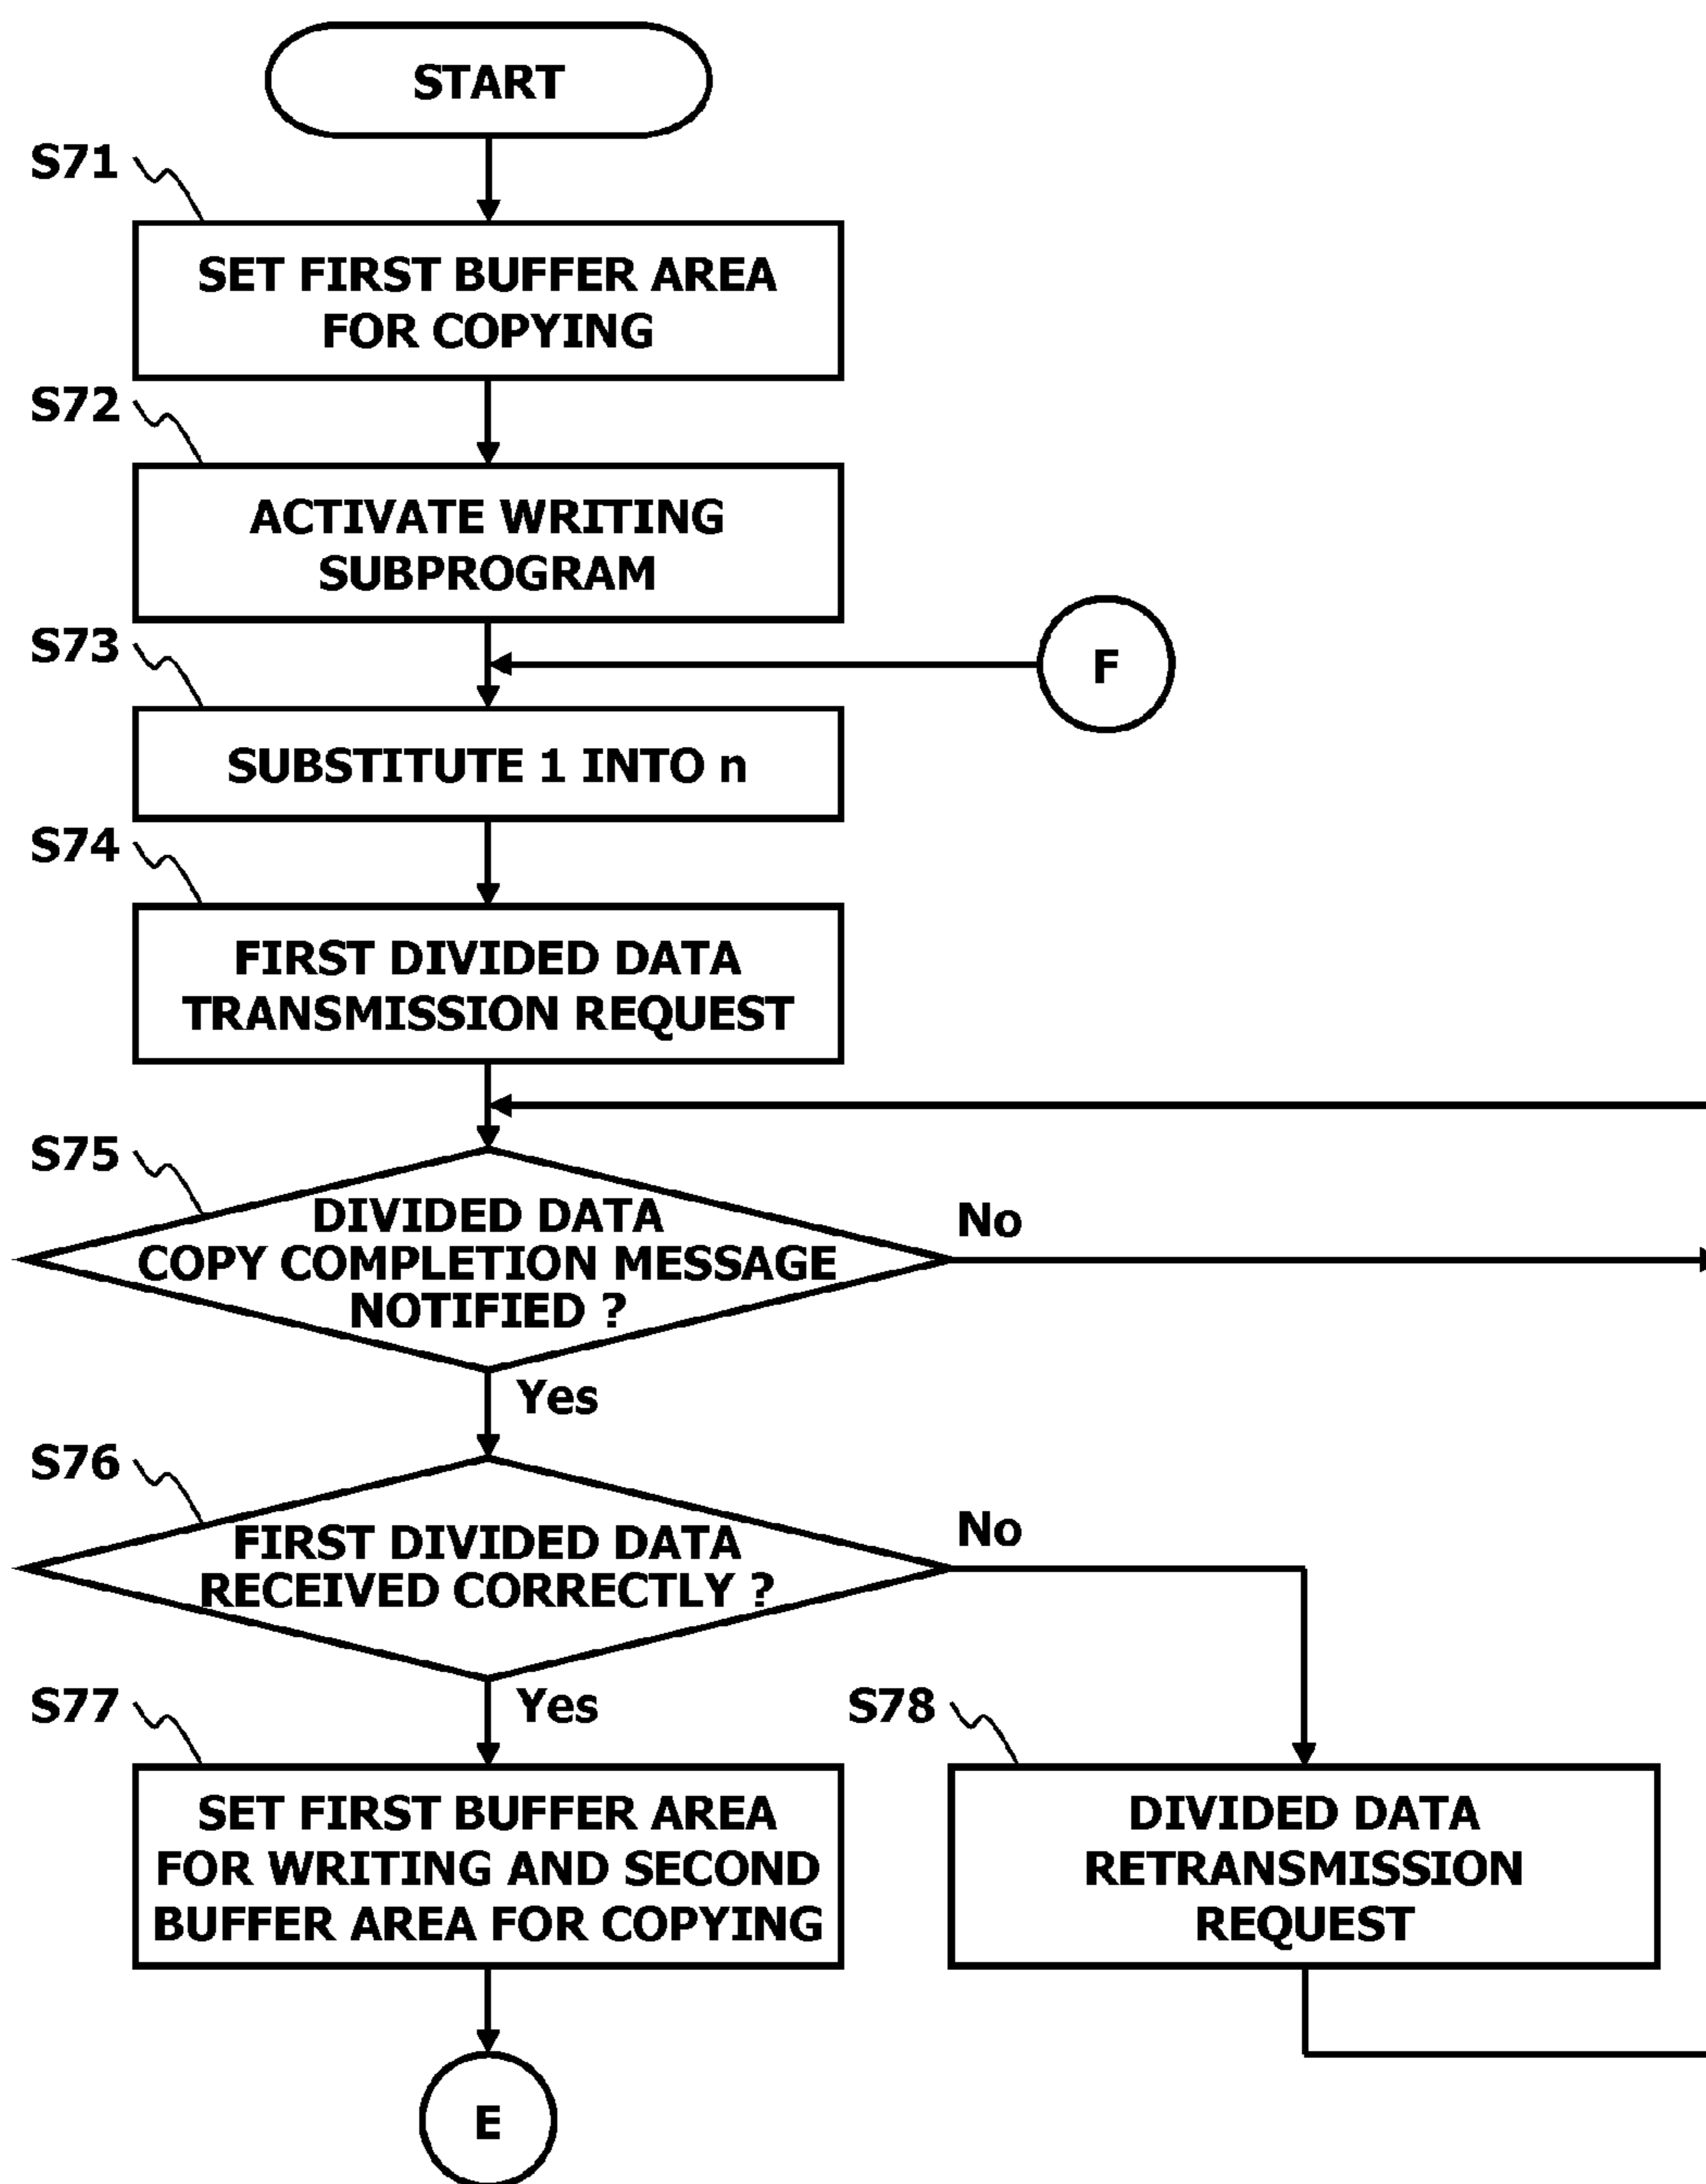 START
S71
SET FIRST BUFFER AREA
FOR COPYING
S72
ACTIVATE WRITING
SUBPROGRAM
S73
F
SUBSTITUTE 1 INTO n
S74
FIRST DIVIDED DATA
TRANSMISSION REQUEST
S75
DIVIDED DATA
COPY COMPLETION MESSAGE
NOTIFIED ?
No
Yes
S76
FIRST DIVIDED DATA
RECEIVED CORRECTLY ?
No
Yes
S77
SET FIRST BUFFER AREA
FOR WRITING AND SECOND
BUFFER AREA FOR COPYING
S78
DIVIDED DATA
RETRANSMISSION
REQUEST
E